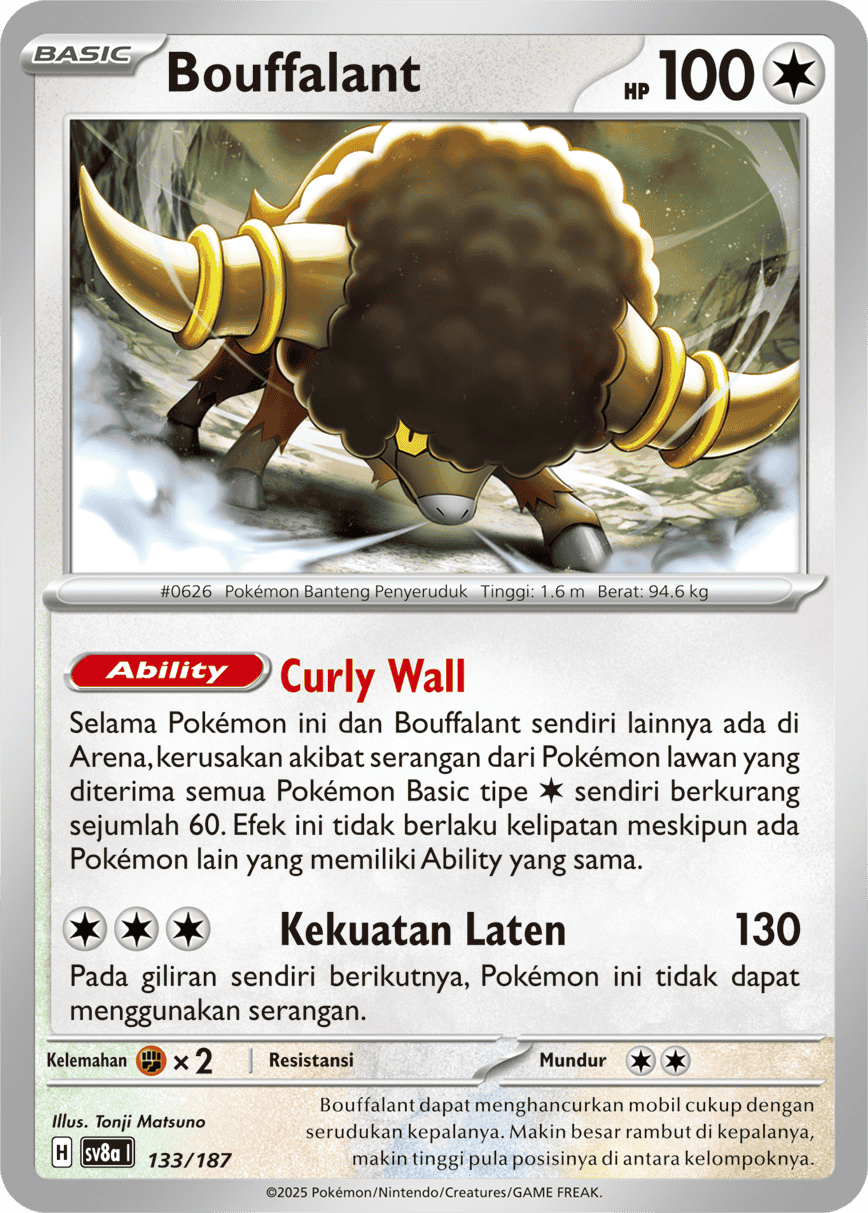 BASIC
Bouffalant
HP 100
#0626 Pokémon Banteng Penyeruduk Tinggi: 1.6 m Berat: 94.6 kg
Ability Curly Wall
Selama Pokémon ini dan Bouffalant sendiri lainnya ada di
Arena, kerusakan akibat serangan dari Pokémon lawan yang
diterima semua Pokémon Basic tipe sendiri berkurang
sejumlah 60. Efek ini tidak berlaku kelipatan meskipun ada
Pokémon lain yang memiliki Ability yang sama.
Kekuatan Laten 130
Pada giliran sendiri berikutnya, Pokémon ini tidak dapat
menggunakan serangan.
Kelemahan ×2 Resistansi Mundur
Illus. Tonji Matsuno
H sv8a I 133/187
Bouffalant dapat menghancurkan mobil cukup dengan
serudukan kepalanya. Makin besar rambut di kepalanya,
makin tinggi pula posisinya di antara kelompoknya.
©2025 Pokémon/Nintendo/Creatures/GAME FREAK.